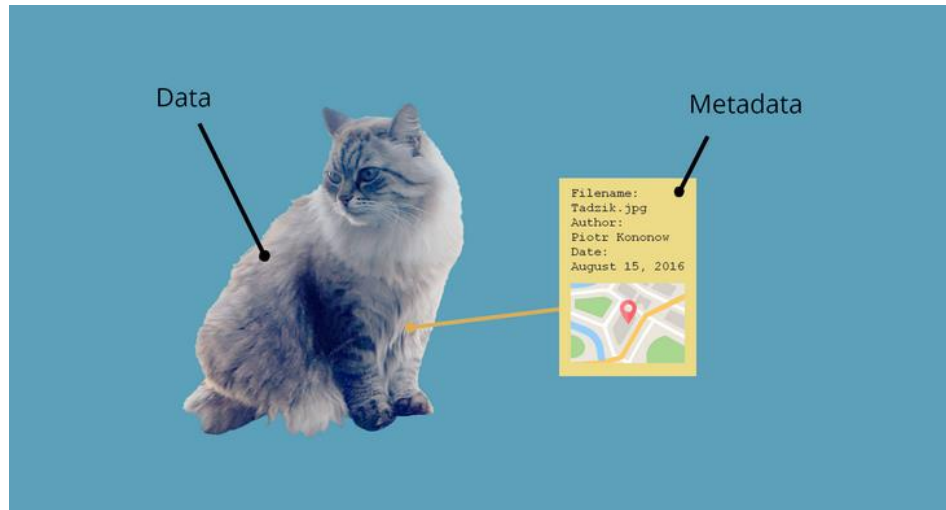 Data
Metadata
Filename:
Tadzik.jpg
Author:
Piotr Kononow
Date:
August 15, 2016